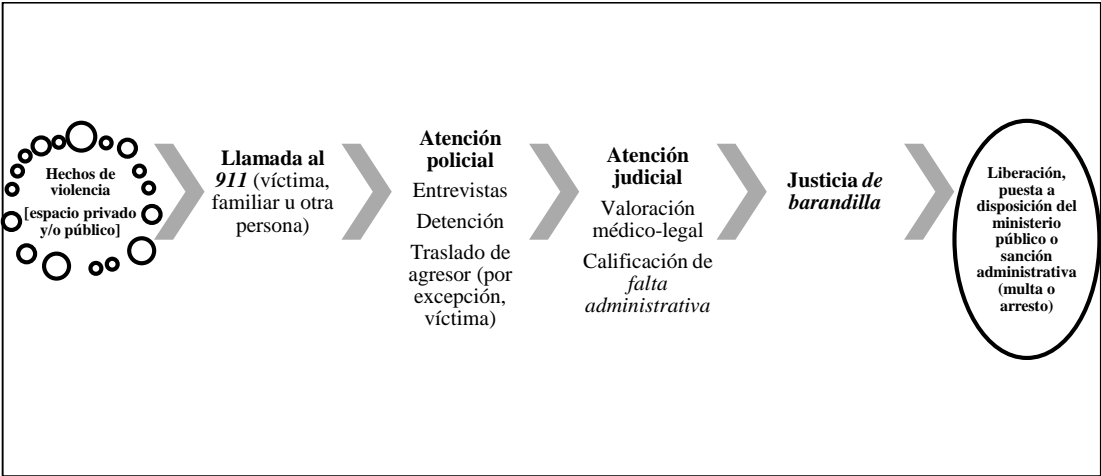 Hechos de
violencia
[espacio privado
y/o público]
Llamada al
911 (víctima,
familiar u otra
persona)
Atención
policial
Entrevistas
Detención
Traslado de
agresor (por
excepción,
víctima)
Atención
judicial
Valoración
médico-legal
Calificación de
falta
administrativa
Justicia de
barandilla
Liberación,
puesta a
disposición del
ministerio
público o
sanción
administrativa
(multa o
arresto)